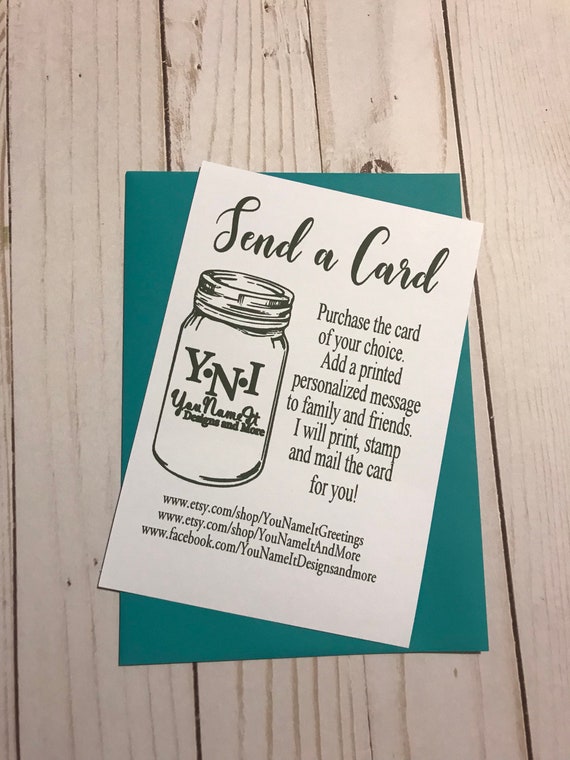 Send a Card
Purchase the card
of your choice.
Add a printed
personalized message
to family and friends.
I will print, stamp
and mail the card
for you!
Y·N·I
YouNameIt
Designs and More
www.etsy.com/shop/YouNameItGreetings
www.etsy.com/shop/YouNameItAndMore
www.facebook.com/YouNameItDesignsandmore